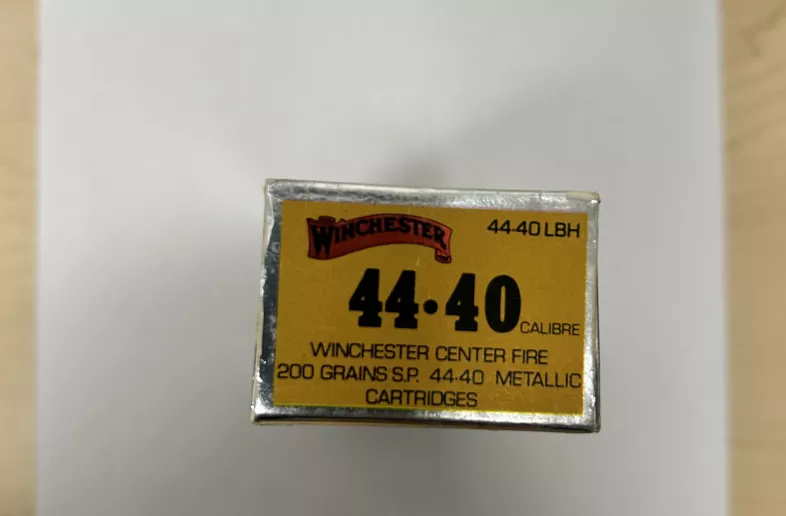 WINCHESTER
44-40 LBH
44•40
CALIBRE
WINCHESTER CENTER FIRE
200 GRAINS S.P. 44-40 METALLIC
CARTRIDGES